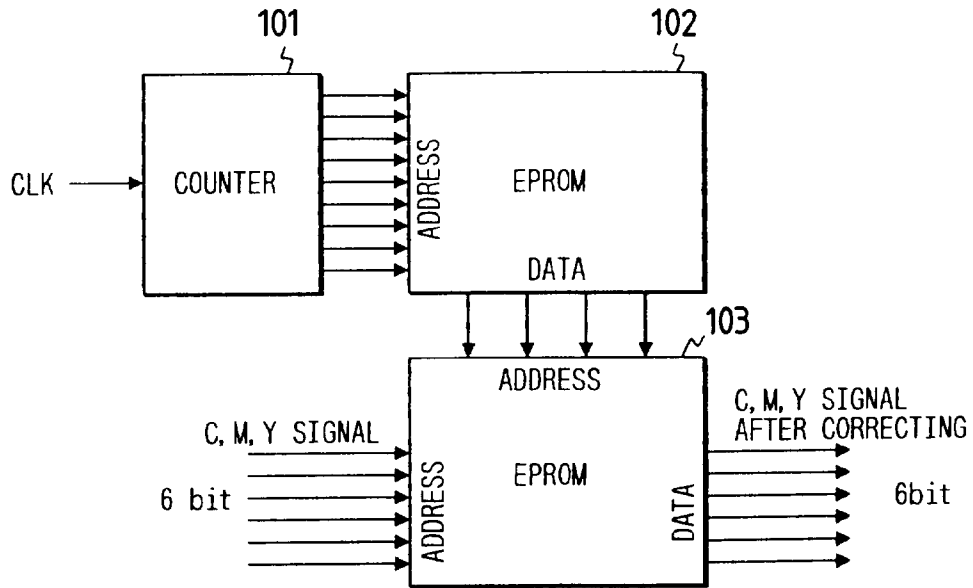 101
102
CLK
COUNTER
ADDRESS
EPROM
DATA
103
ADDRESS
C, M, Y SIGNAL
6 bit
ADDRESS
EPROM
DATA
C, M, Y SIGNAL
AFTER CORRECTING
6bit